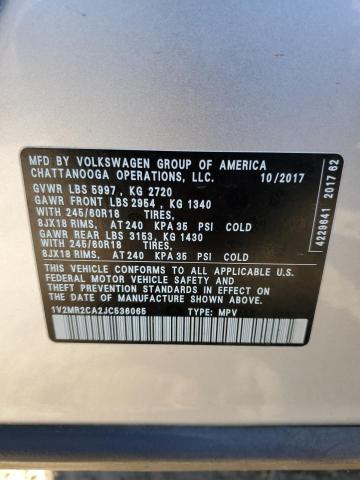 MFD BY VOLKSWAGEN GROUP OF AMERICA
CHATTANOOGA OPERATIONS, LLC. 10/2017
GVWR LBS 5997, KG 2720
GAWR FRONT LBS 2954, KG 1340
WITH 245/60R18 TIRES,
8JX18 RIMS, AT 240 KPA 35 PSI COLD
GAWR REAR LBS 3153, KG 1430
WITH 245/60R18 TIRES,
8JX18 RIMS, AT 240 KPA 35 PSI COLD
THIS VEHICLE CONFORMS TO ALL APPLICABLE U.S.
FEDERAL MOTOR VEHICLE SAFETY AND
THEFT PREVENTION STANDARDS IN EFFECT
ON THE DATE OF MANUFACTURE SHOWN ABOVE.
1V2MR2CA2JC536065 TYPE: MPV
4229841 2017 62